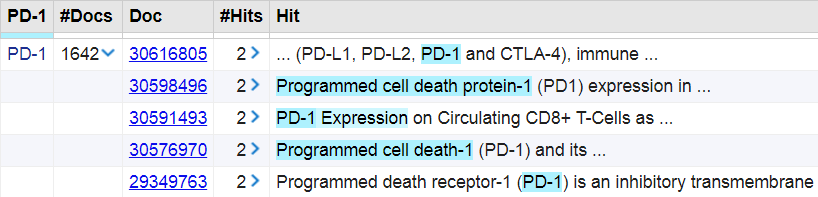 PD-1 #Docs Doc #Hits Hit
PD-1 1642 30616805 2 ... (PD-L1, PD-L2, PD-1 and CTLA-4), immune ...
30598496 2 Programmed cell death protein-1 (PD1) expression in ...
30591493 2 PD-1 Expression on Circulating CD8+ T-Cells as ...
30576970 2 Programmed cell death-1 (PD-1) and its ...
29349763 2 Programmed death receptor-1 (PD-1) is an inhibitory transmembrane